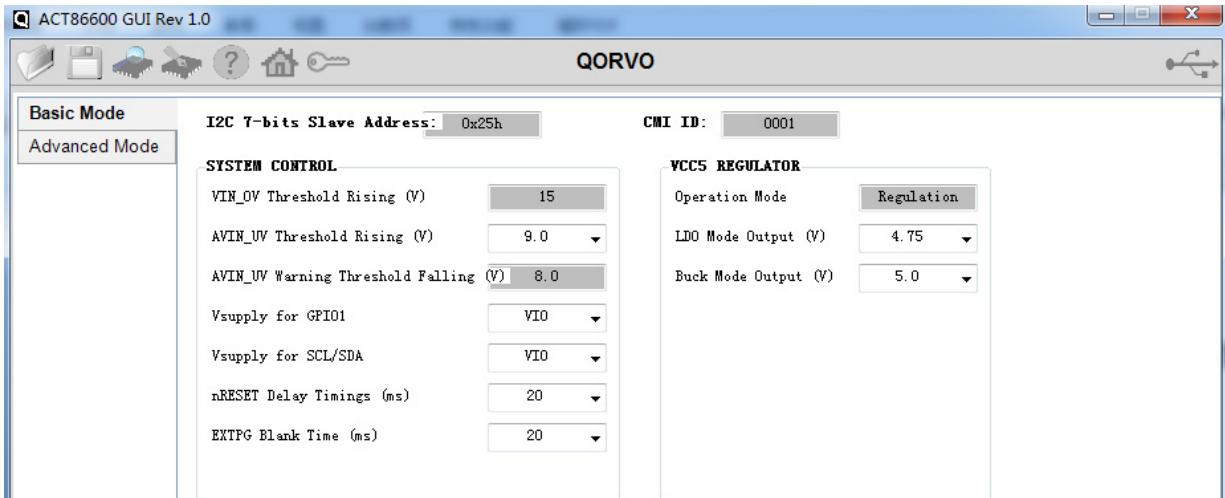 ACT86600 GUI Rev 1.0
QORVO
Basic Mode
Advanced Mode
I2C 7-bits Slave Address: 0x25h
CMI ID: 0001
SYSTEM CONTROL
VIN_OV Threshold Rising (V) 15
AVIN_UV Threshold Rising (V) 9.0
AVIN_UV Warning Threshold Falling (V) 8.0
Vsupply for GPIO1 VIO
Vsupply for SCL/SDA VIO
nRESET Delay Timings (ms) 20
EXTPG Blank Time (ms) 20
VCC5 REGULATOR
Operation Mode Regulation
LDO Mode Output (V) 4.75
Buck Mode Output (V) 5.0